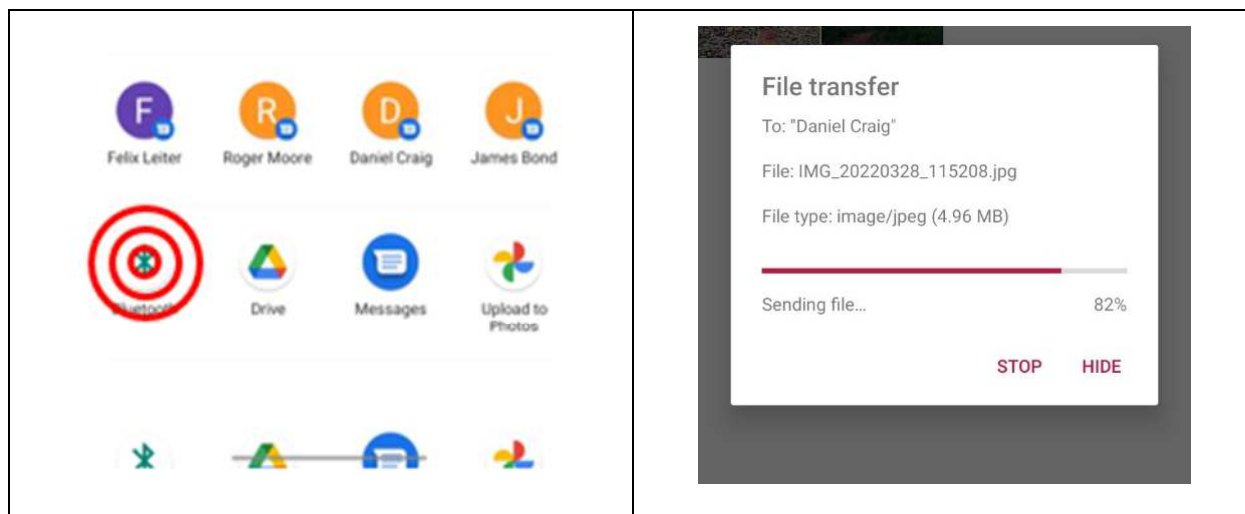 F R D J
Felix Leiter Roger Moore Daniel Craig James Bond
Bluetooth Drive Messages Upload to
Photos
File transfer
To: "Daniel Craig"
File: IMG_20220328_115208.jpg
File type: image/jpeg (4.96 MB)
Sending file... 82%
STOP HIDE